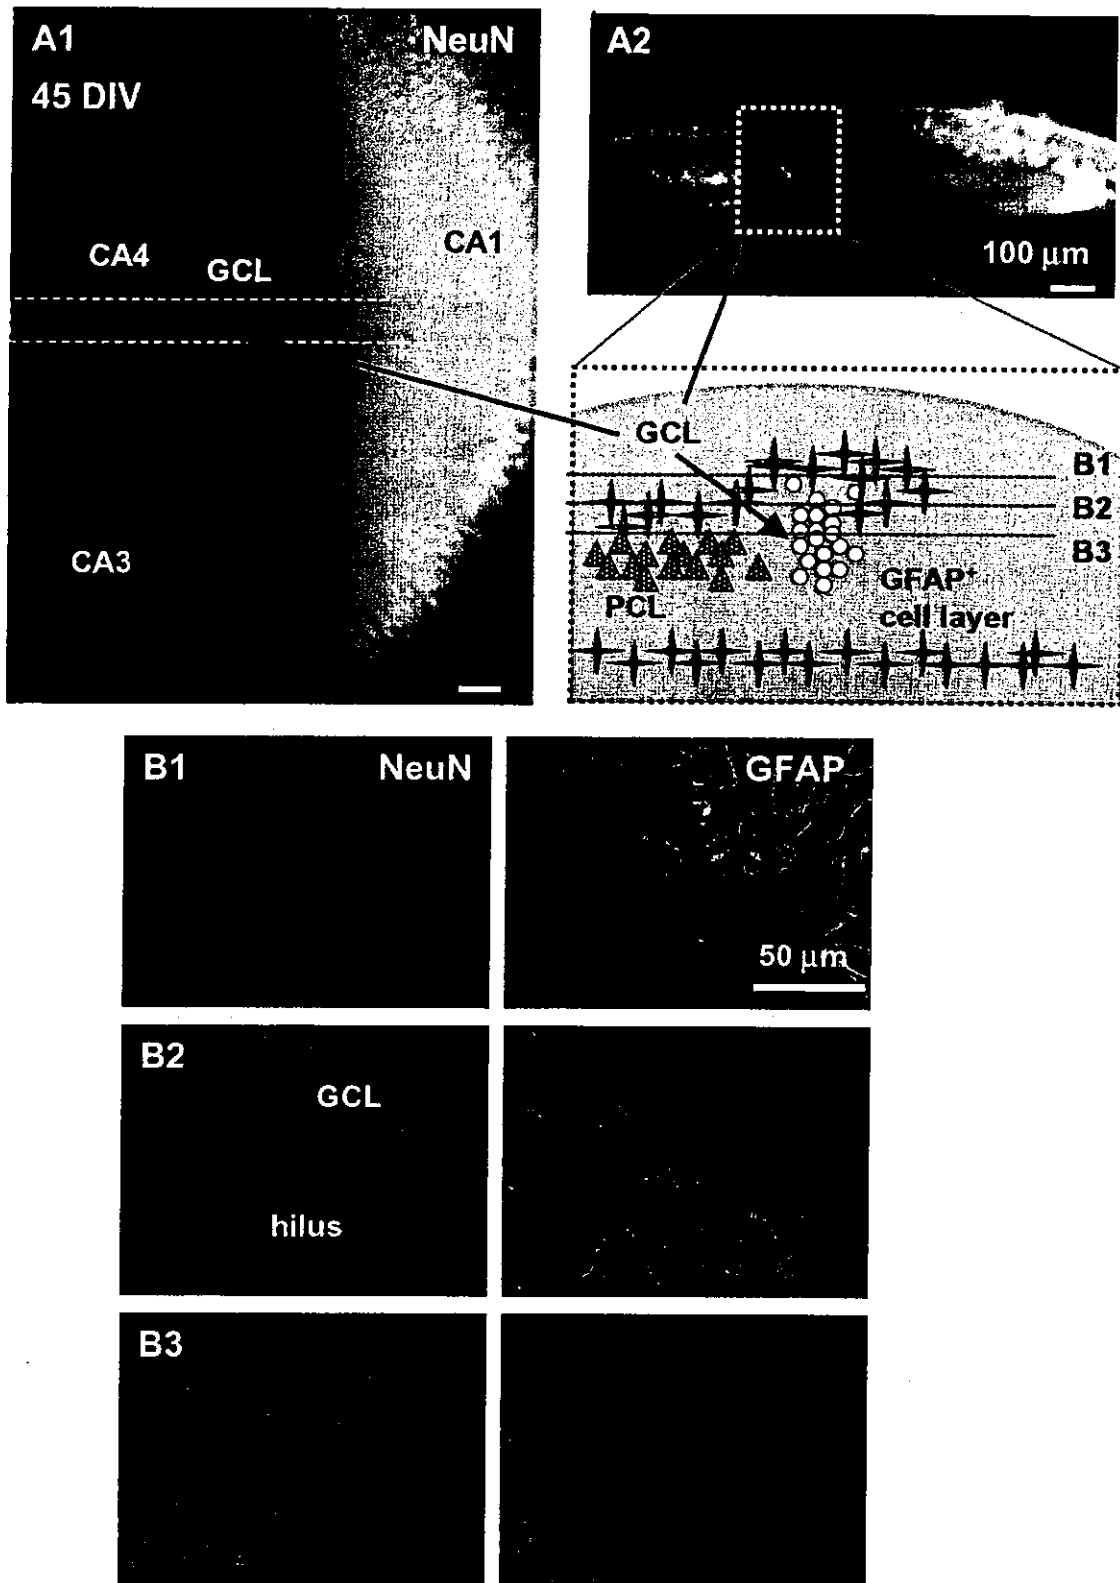 A1
NeuN
45 DIV
CA4
GCL
CA1
CA3
A2
100 µm
GCL
B1
B2
B3
PCL
GFAP⁺
cell layer
B1
NeuN
GFAP
50 µm
B2
GCL
hilus
B3